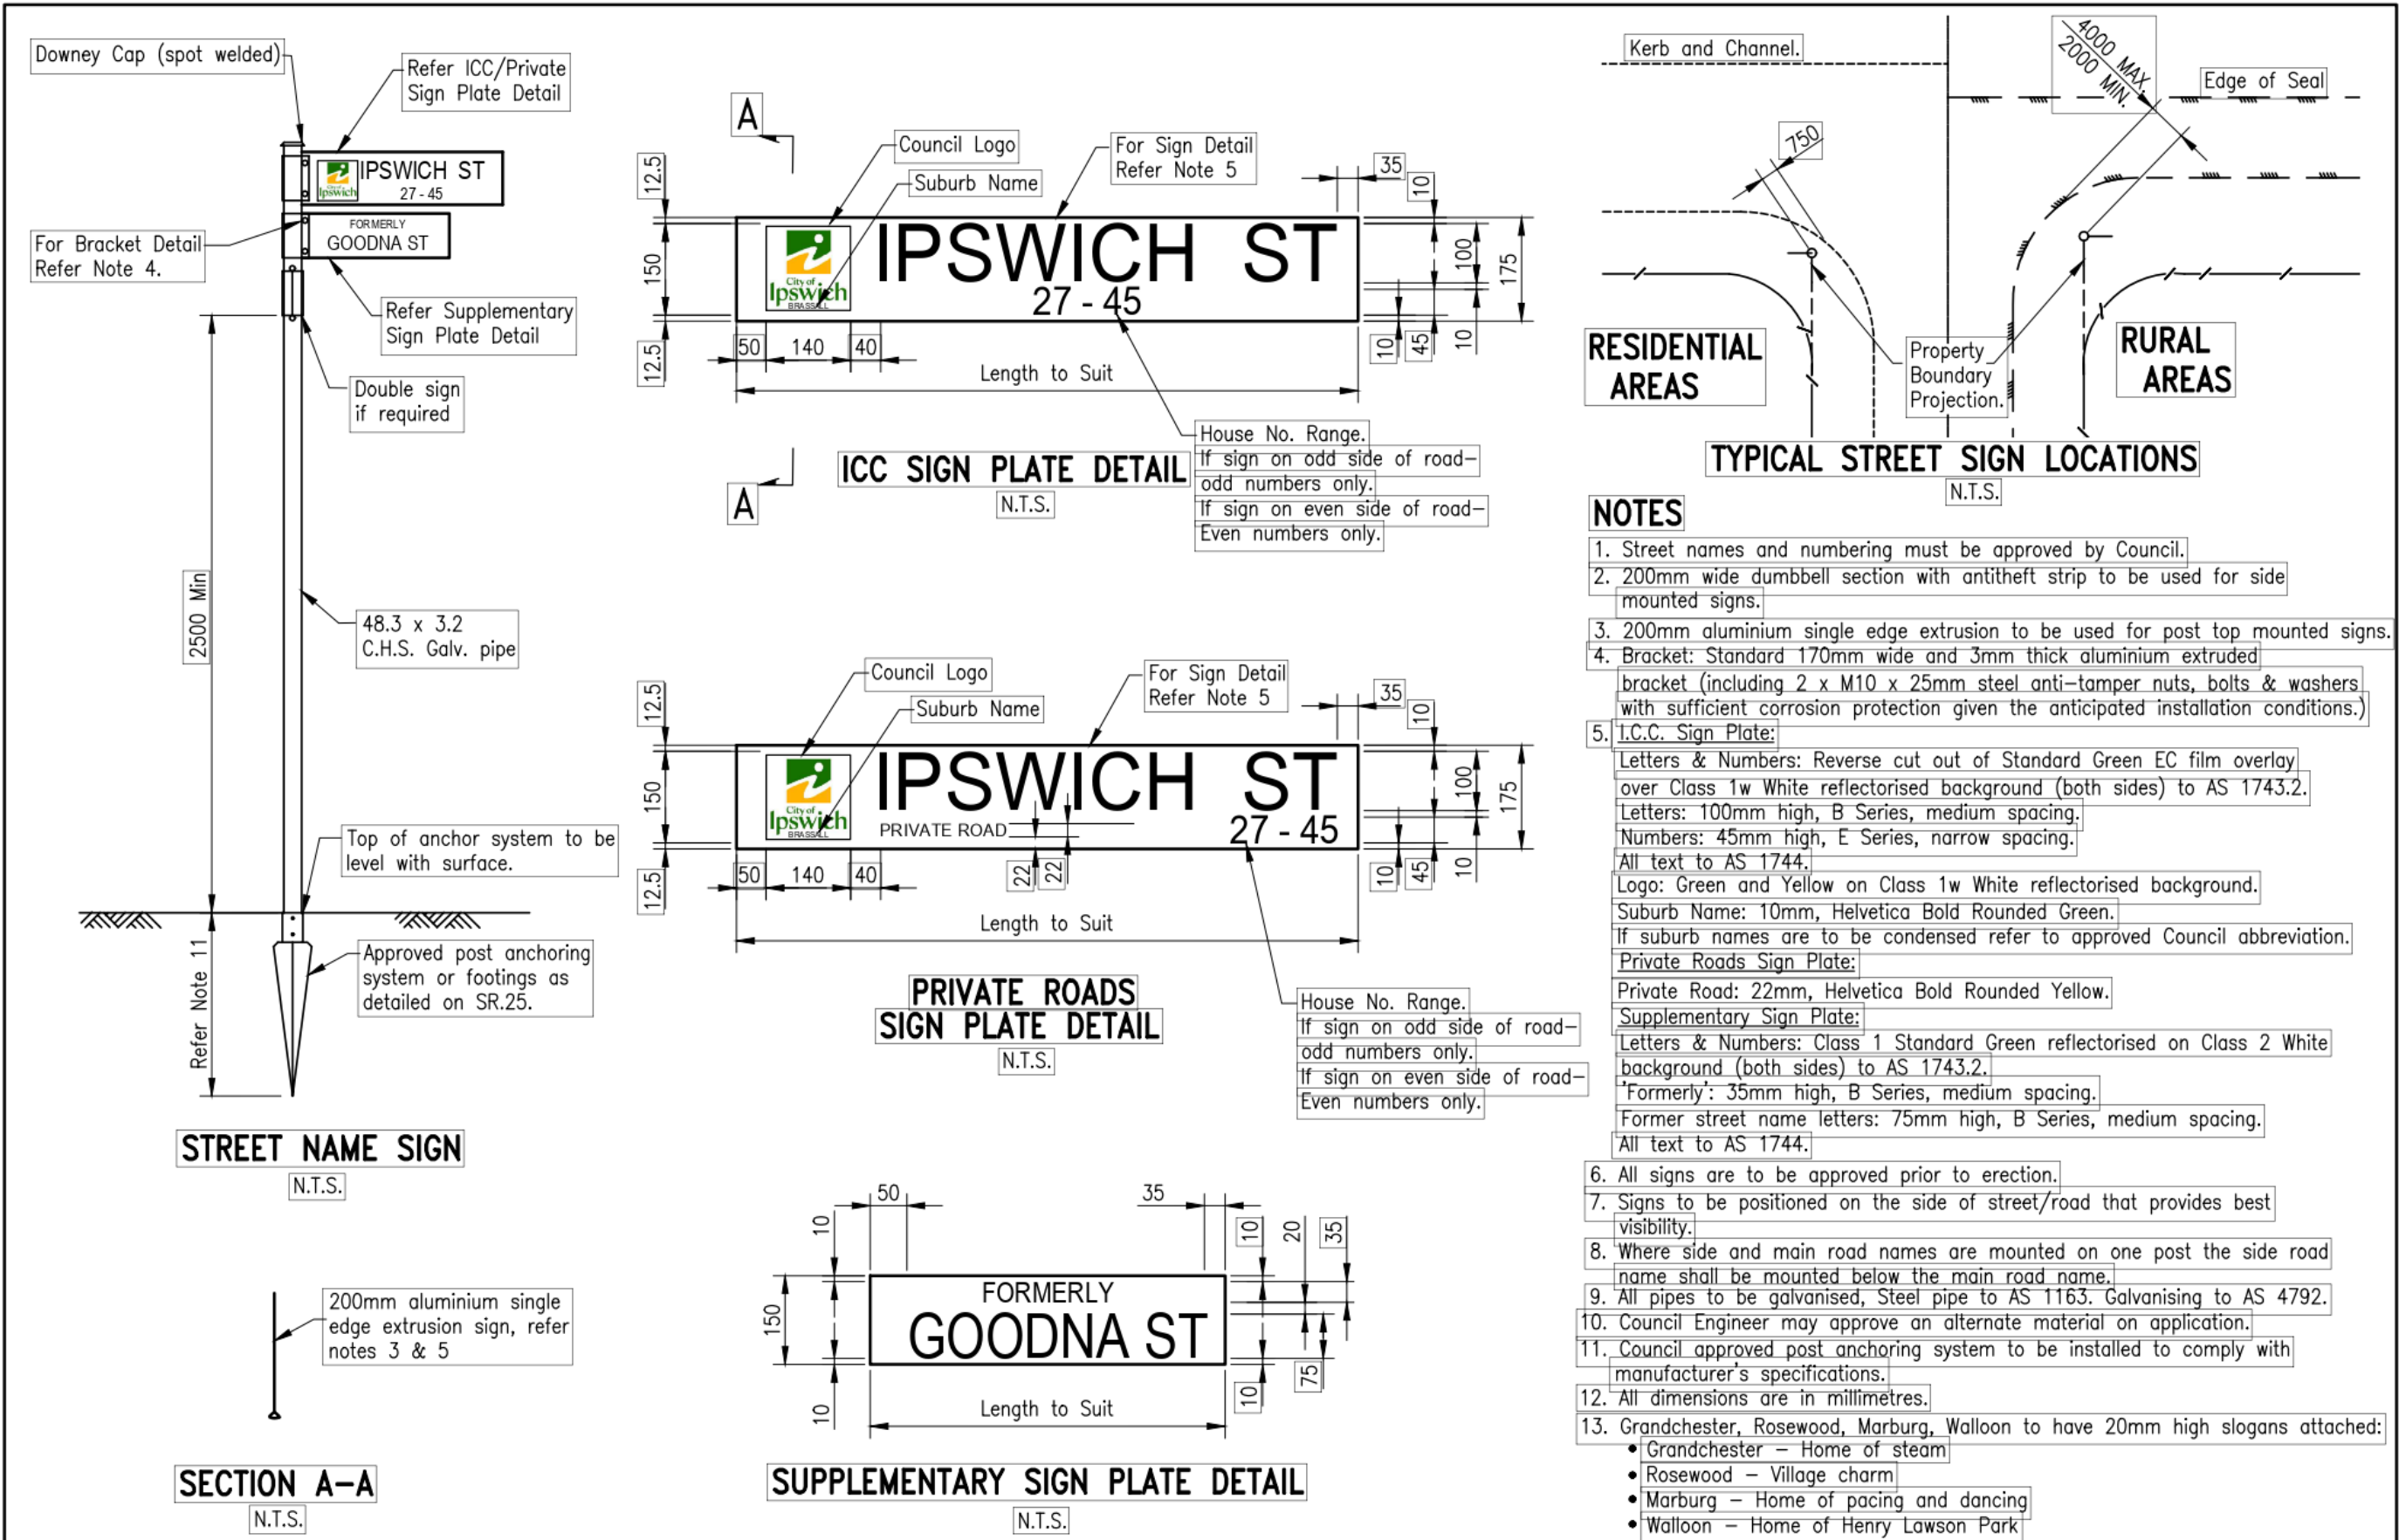 Downey Cap (spot welded)
Refer ICC/Private
Sign Plate Detail
City of
Ipswich
IPSWICH ST
27 - 45
FORMERLY
GOODNA ST
For Bracket Detail
Refer Note 4.
Refer Supplementary
Sign Plate Detail
Double sign
if required
2500 Min
48.3 x 3.2
C.H.S. Galv. pipe
Top of anchor system to be
level with surface.
Refer Note 11
Approved post anchoring
system or footings as
detailed on SR.25.
STREET NAME SIGN
N.T.S.
200mm aluminium single
edge extrusion sign, refer
notes 3 & 5
SECTION A-A
N.T.S.
A
Council Logo
Suburb Name
For Sign Detail
Refer Note 5
35
12.5
150
12.5
City of
Ipswich
BRASSALL
IPSWICH ST
27 - 45
10
100
175
10
45
10
50
140
40
Length to Suit
A
ICC SIGN PLATE DETAIL
N.T.S.
House No. Range.
If sign on odd side of road-
odd numbers only.
If sign on even side of road-
Even numbers only.
Council Logo
Suburb Name
For Sign Detail
Refer Note 5
35
12.5
150
12.5
City of
Ipswich
BRASSALL
IPSWICH ST
PRIVATE ROAD
27 - 45
10
100
175
10
45
10
50
140
40
22
22
Length to Suit
PRIVATE ROADS
SIGN PLATE DETAIL
N.T.S.
House No. Range.
If sign on odd side of road-
odd numbers only.
If sign on even side of road-
Even numbers only.
50
35
10
150
10
FORMERLY
GOODNA ST
10
20
35
75
10
Length to Suit
SUPPLEMENTARY SIGN PLATE DETAIL
N.T.S.
Kerb and Channel.
4000 MAX.
2000 MIN.
Edge of Seal
750
RESIDENTIAL
AREAS
Property
Boundary
Projection.
RURAL
AREAS
TYPICAL STREET SIGN LOCATIONS
N.T.S.
NOTES
1. Street names and numbering must be approved by Council.
2. 200mm wide dumbbell section with antitheft strip to be used for side
mounted signs.
3. 200mm aluminium single edge extrusion to be used for post top mounted signs.
4. Bracket: Standard 170mm wide and 3mm thick aluminium extruded
bracket (including 2 x M10 x 25mm steel anti-tamper nuts, bolts & washers
with sufficient corrosion protection given the anticipated installation conditions.)
5. I.C.C. Sign Plate:
Letters & Numbers: Reverse cut out of Standard Green EC film overlay
over Class 1w White reflectorised background (both sides) to AS 1743.2.
Letters: 100mm high, B Series, medium spacing.
Numbers: 45mm high, E Series, narrow spacing.
All text to AS 1744.
Logo: Green and Yellow on Class 1w White reflectorised background.
Suburb Name: 10mm, Helvetica Bold Rounded Green.
If suburb names are to be condensed refer to approved Council abbreviation.
Private Roads Sign Plate:
Private Road: 22mm, Helvetica Bold Rounded Yellow.
Supplementary Sign Plate:
Letters & Numbers: Class 1 Standard Green reflectorised on Class 2 White
background (both sides) to AS 1743.2.
'Formerly': 35mm high, B Series, medium spacing.
Former street name letters: 75mm high, B Series, medium spacing.
All text to AS 1744.
6. All signs are to be approved prior to erection.
7. Signs to be positioned on the side of street/road that provides best
visibility.
8. Where side and main road names are mounted on one post the side road
name shall be mounted below the main road name.
9. All pipes to be galvanised, Steel pipe to AS 1163. Galvanising to AS 4792.
10. Council Engineer may approve an alternate material on application.
11. Council approved post anchoring system to be installed to comply with
manufacturer's specifications.
12. All dimensions are in millimetres.
13. Grandchester, Rosewood, Marburg, Walloon to have 20mm high slogans attached:
• Grandchester – Home of steam
• Rosewood – Village charm
• Marburg – Home of pacing and dancing
• Walloon – Home of Henry Lawson Park